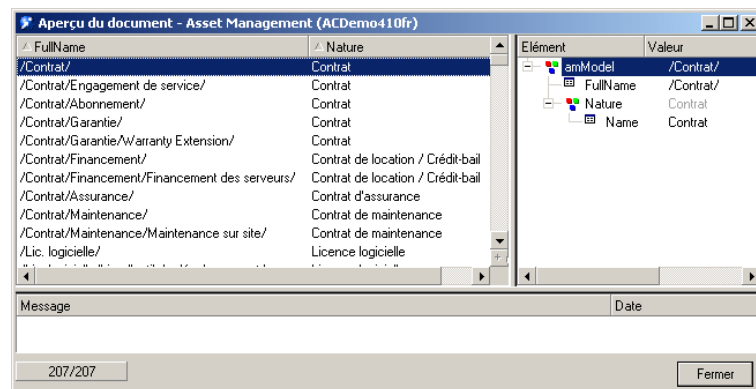 Aperçu du document - Asset Management (ACDemo410fr)
FullName Nature
/Contrat/ Contrat
/Contrat/Engagement de service/ Contrat
/Contrat/Abonnement/ Contrat
/Contrat/Garantie/ Contrat
/Contrat/Garantie/Warranty Extension/ Contrat
/Contrat/Financement/ Contrat de location / Crédit-bail
/Contrat/Financement/Financement des serveurs/ Contrat de location / Crédit-bail
/Contrat/Assurance/ Contrat d'assurance
/Contrat/Maintenance/ Contrat de maintenance
/Contrat/Maintenance/Maintenance sur site/ Contrat de maintenance
/Lic. logicielle/ Licence logicielle
Elément Valeur
amModel /Contrat/
FullName /Contrat/
Nature Contrat
Name Contrat
Message Date
207/207
Fermer